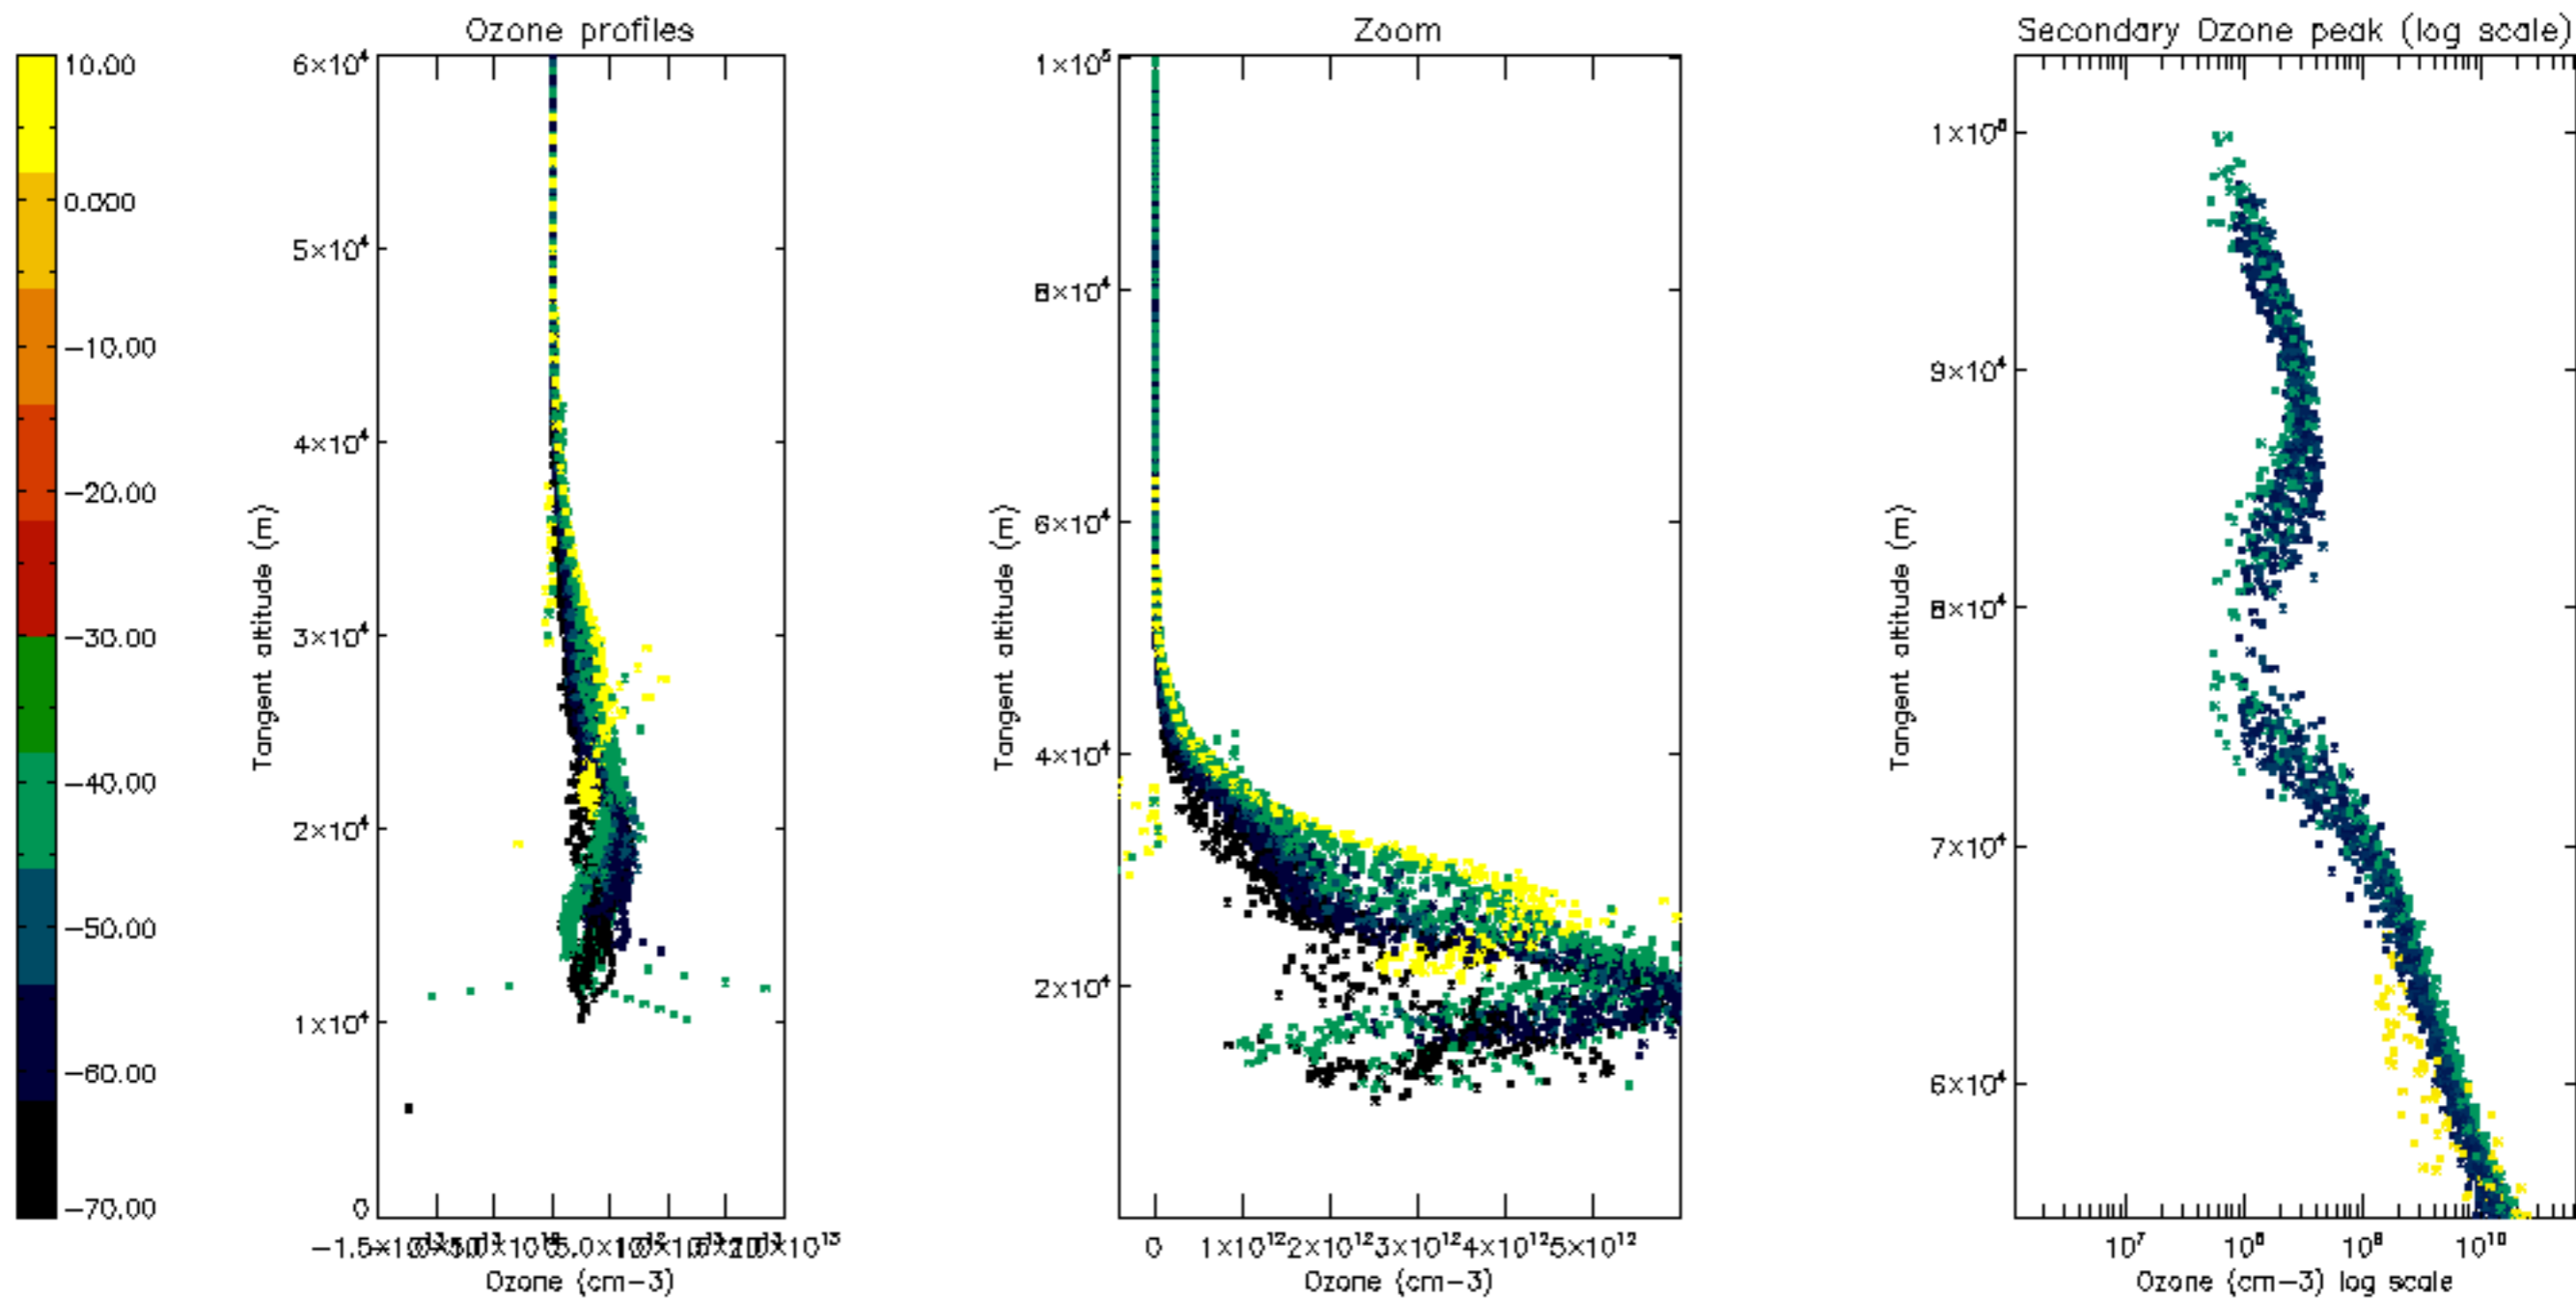 Ozone profiles
Zoom
Secondary Ozone peak (log scale)
10.00
0.000
−10.00
−20.00
−30.00
−40.00
−50.00
−60.00
−70.00
6×10⁴
5×10⁴
4×10⁴
3×10⁴
2×10⁴
1×10⁴
0
Tangent altitude (m)
Ozone (cm−3)
1×10⁵
8×10⁴
6×10⁴
4×10⁴
2×10⁴
Tangent altitude (m)
0 1×10¹² 2×10¹² 3×10¹² 4×10¹² 5×10¹²
Ozone (cm−3)
9×10⁴
8×10⁴
7×10⁴
6×10⁴
Tangent altitude (m)
10⁷ 10⁸ 10⁹ 10¹⁰
Ozone (cm−3) log scale